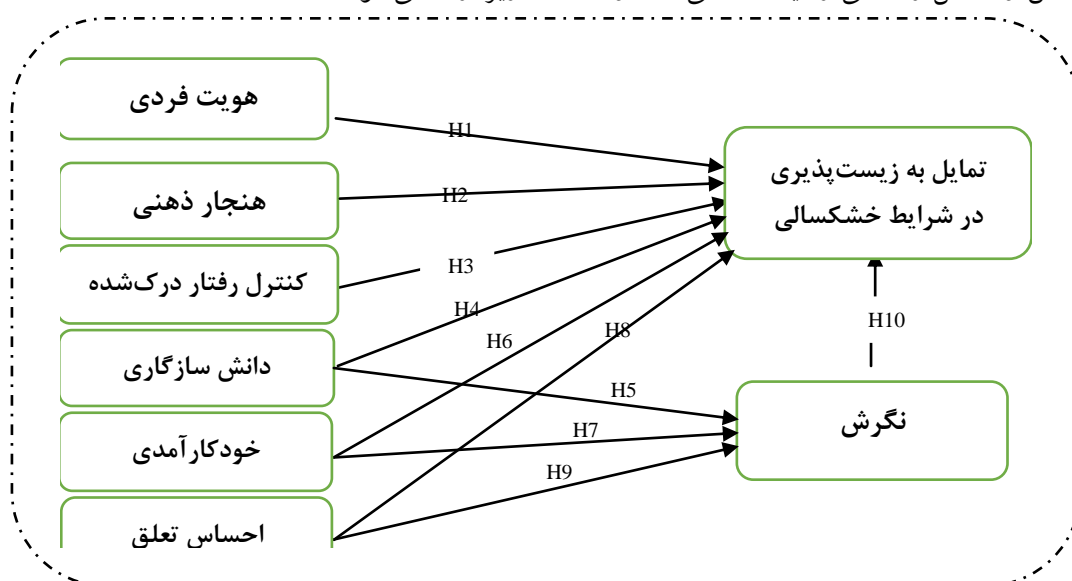 هویت فردی
هنجار ذهنی
کنترل رفتار درک‌شده
دانش سازگاری
خودکارآمدی
احساس تعلق
H1
H2
H3
H4
H6
H8
H5
H7
H9
H10
تمایل به زیست‌پذیری
در شرایط خشکسالی
نگرش